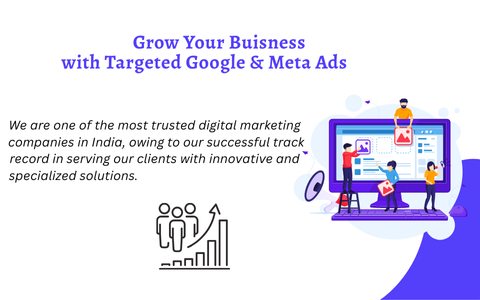 Grow Your Buisness
with Targeted Google & Meta Ads
We are one of the most trusted digital marketing
companies in India, owing to our successful track
record in serving our clients with innovative and
specialized solutions.